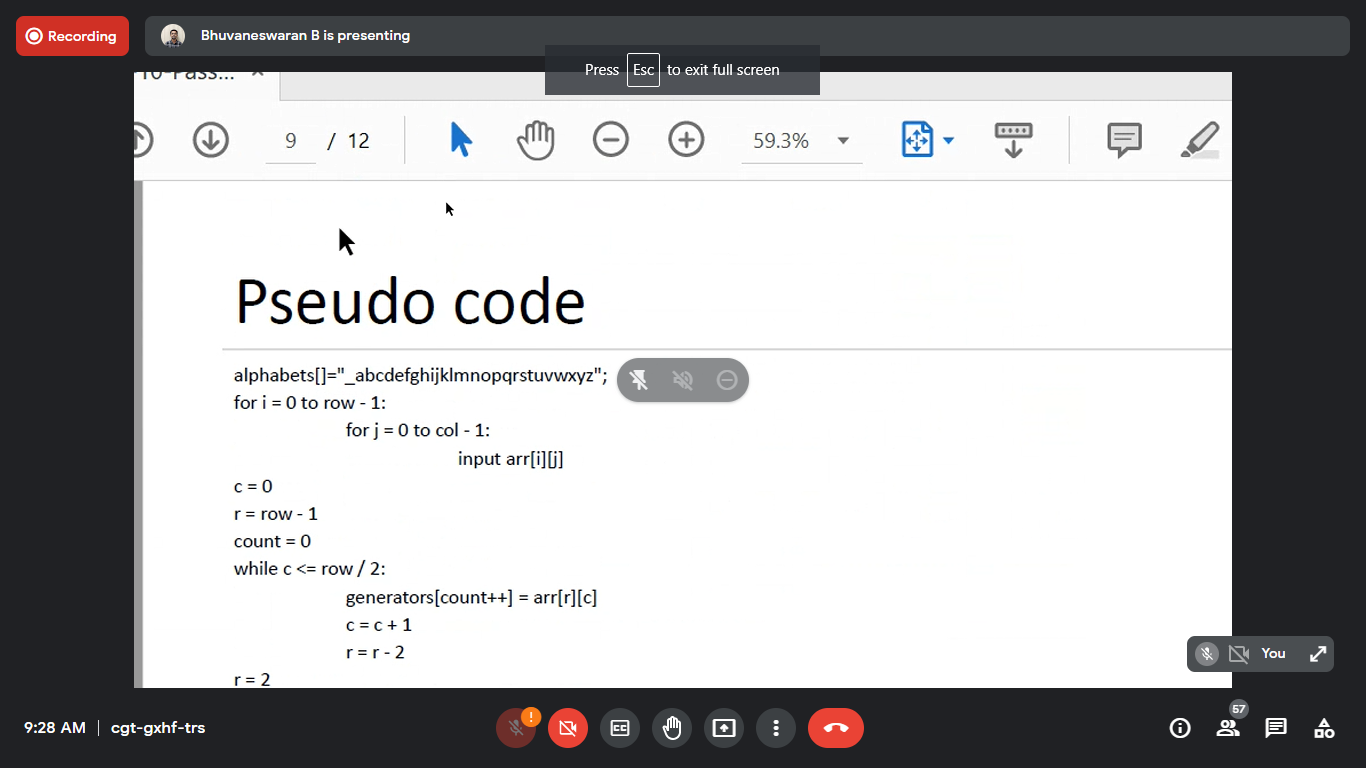 Recording
Bhuvaneswaran B is presenting
Press Esc to exit full screen
9 / 12
59.3%
Pseudo code
alphabets[]="_abcdefghijklmnopqrstuvwxyz";
for i = 0 to row - 1:
for j = 0 to col - 1:
input arr[i][j]
c = 0
r = row - 1
count = 0
while c <= row / 2:
generators[count++] = arr[r][c]
c = c + 1
r = r - 2
r = 2
You
9:28 AM | cgt-gxhf-trs
!
CC
57